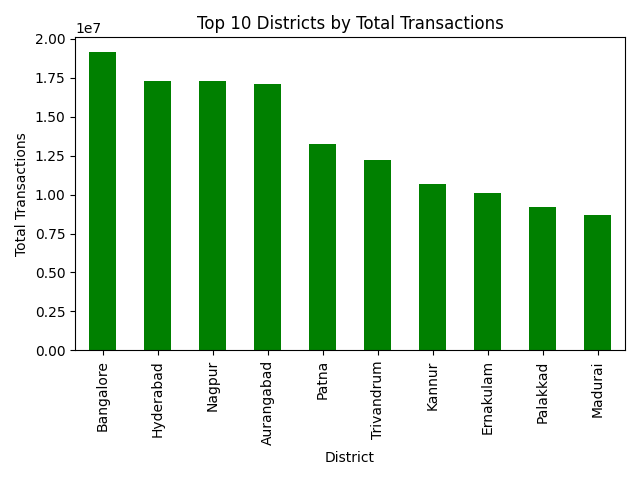 Top 10 Districts by Total Transactions
1e7
2.00
1.75
1.50
1.25
1.00
0.75
0.50
0.25
0.00
Total Transactions
Bangalore
Hyderabad
Nagpur
Aurangabad
Patna
Trivandrum
Kannur
Ernakulam
Palakkad
Madurai
District